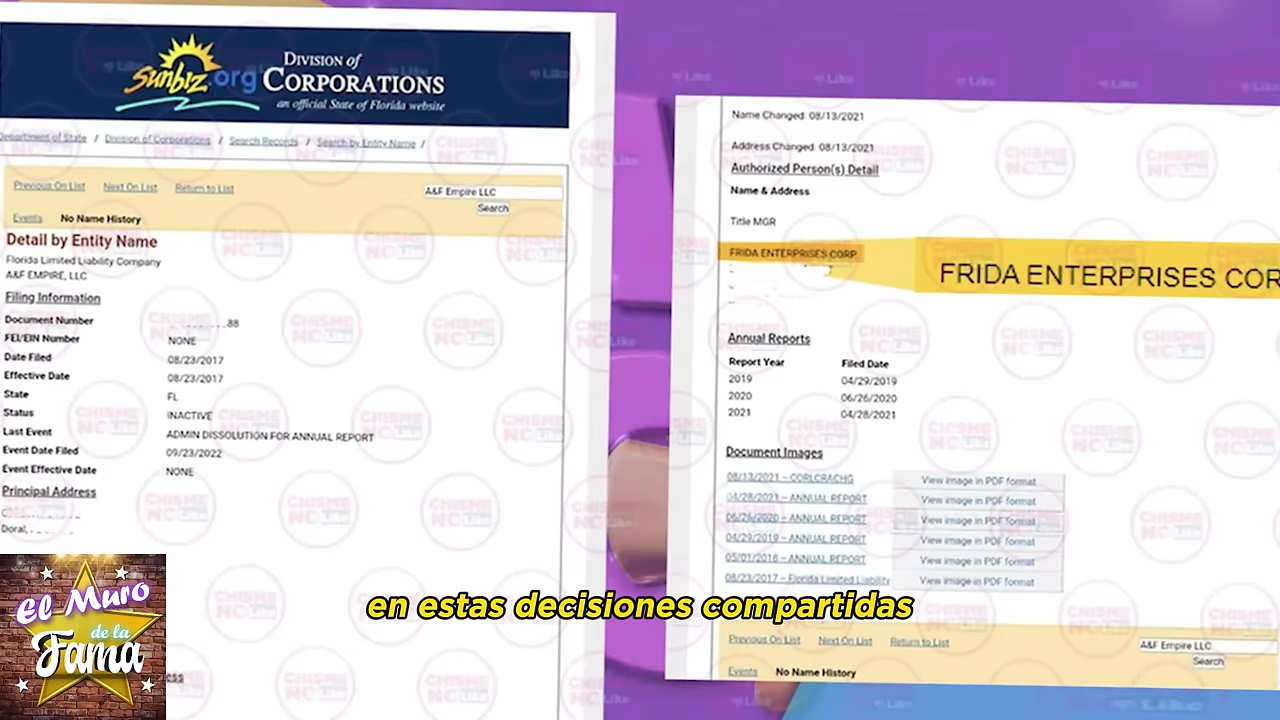 Sunbiz.org
DIVISION of
CORPORATIONS
an official State of Florida website
Department of State / Division of Corporations / Search Records / Search by Entity Name /
Previous On List Next On List Return to List
A&F Empire LLC
Search
Events No Name History
Detail by Entity Name
Florida Limited Liability Company
A&F EMPIRE, LLC
Filing Information
Document Number 88
FEI/EIN Number NONE
Date Filed 08/23/2017
Effective Date 08/23/2017
State FL
Status INACTIVE
Last Event ADMIN DISSOLUTION FOR ANNUAL REPORT
Event Date Filed 09/23/2022
Event Effective Date NONE
Principal Address
Doral,
Name Changed: 08/13/2021
Address Changed: 08/13/2021
Authorized Person(s) Detail
Name & Address
Title MGR
FRIDA ENTERPRISES CORP
FRIDA ENTERPRISES COR
Annual Reports
Report Year Filed Date
2019 04/29/2019
2020 06/26/2020
2021 04/28/2021
Document Images
08/13/2021 -- CORLCRACHG View image in PDF format
04/28/2021 -- ANNUAL REPORT View image in PDF format
06/26/2020 -- ANNUAL REPORT View image in PDF format
04/29/2019 -- ANNUAL REPORT View image in PDF format
05/01/2018 -- ANNUAL REPORT View image in PDF format
08/23/2017 -- Florida Limited Liability View image in PDF format
Previous On List Next On List Return to List
A&F Empire LLC
Search
Events No Name History
en estas decisiones compartidas
El Muro
de la
Fama
CHISME
NO Like